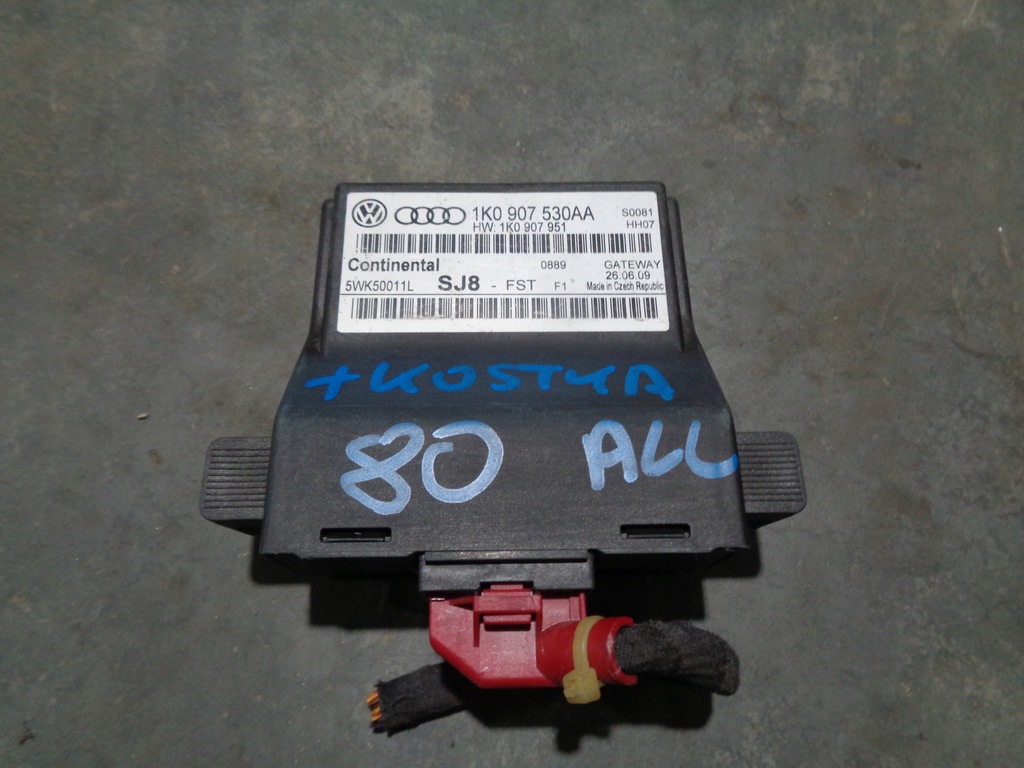 1K0 907 530AA S0081
HW: 1K0 907 951 HH07
Continental 0889 GATEWAY
26.06.09
5WK50011L SJ8 - FST F1 Made in Czech Republic
+KOSTKA
80 ALL